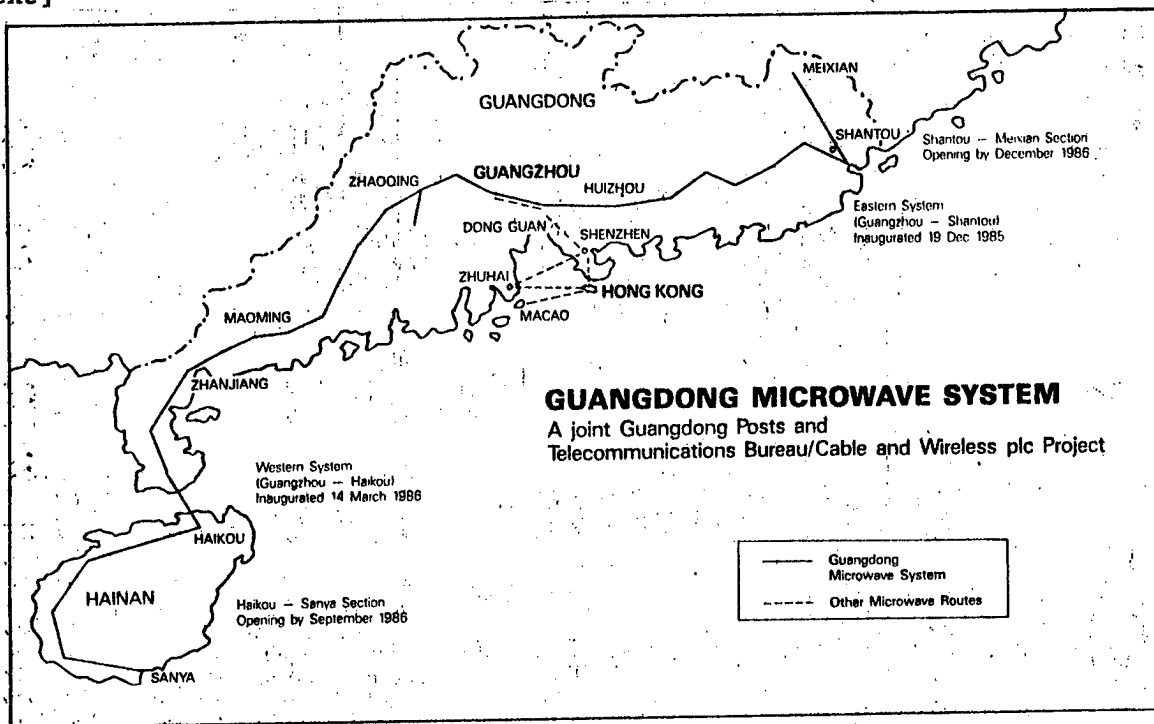 MEIXIAN
GUANGDONG
SHANTOU
Shantou – Meixian Section
Opening by December 1986
ZHAOQING
GUANGZHOU
HUIZHOU
Eastern System
(Guangzhou – Shantou)
Inaugurated 19 Dec 1985
DONG GUAN
SHENZHEN
ZHUHAI
HONG KONG
MACAO
MAOMING
ZHANJIANG
GUANGDONG MICROWAVE SYSTEM
A joint Guangdong Posts and
Telecommunications Bureau/Cable and Wireless plc Project
Western System
(Guangzhou – Haikou)
Inaugurated 14 March 1986
HAIKOU
HAINAN
Haikou – Sanya Section
Opening by September 1986
SANYA
Guangdong
Microwave System
Other Microwave Routes